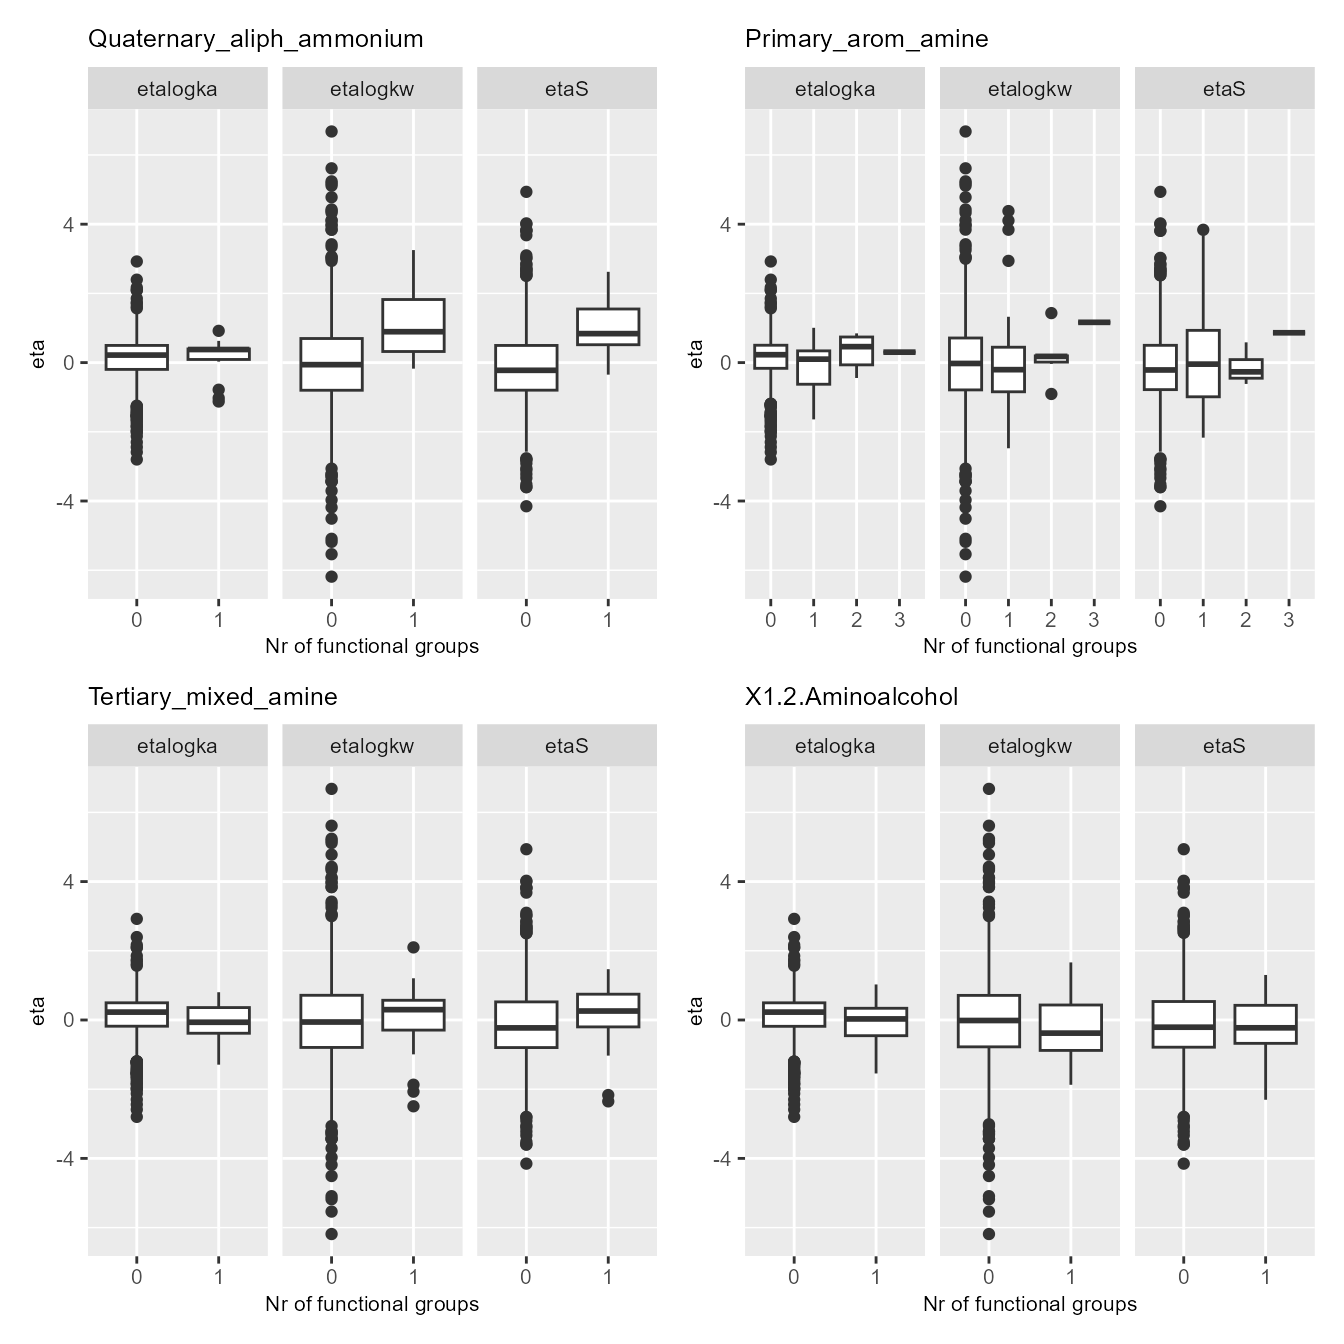 Quaternary_aliph_ammonium
etalogka etalogkw etaS
4
0
-4
eta
0 1 0 1 0 1
Nr of functional groups
Primary_arom_amine
etalogka etalogkw etaS
4
0
-4
eta
0 1 2 3 0 1 2 3 0 1 2 3
Nr of functional groups
Tertiary_mixed_amine
etalogka etalogkw etaS
4
0
-4
eta
0 1 0 1 0 1
Nr of functional groups
X1.2.Aminoalcohol
etalogka etalogkw etaS
4
0
-4
eta
0 1 0 1 0 1
Nr of functional groups